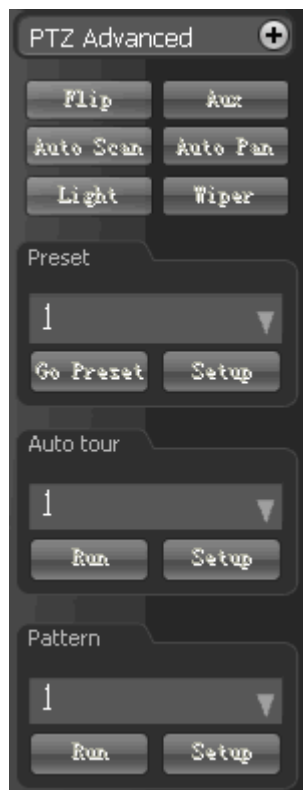 PTZ Advanced
Flip Aux
Auto Scan Auto Pan
Light Wiper
Preset
1
Go Preset Setup
Auto tour
1
Run Setup
Pattern
1
Run Setup